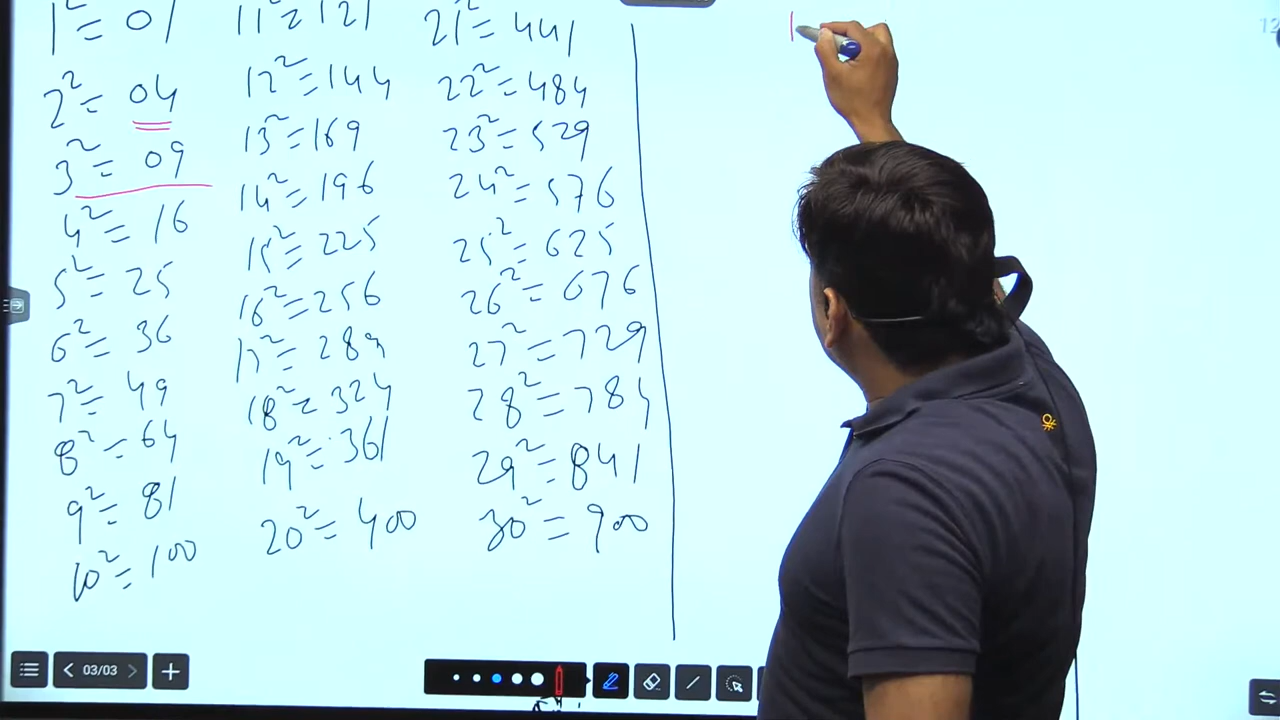 1² = 01
2² = 04
3² = 09
4² = 16
5² = 25
6² = 36
7² = 49
8² = 64
9² = 81
10² = 100
11² = 121
12² = 144
13² = 169
14² = 196
15² = 225
16² = 256
17² = 289
18² = 324
19² = 361
20² = 400
21² = 441
22² = 484
23² = 529
24² = 576
25² = 625
26² = 676
27² = 729
28² = 784
29² = 841
30² = 900
12
03/03